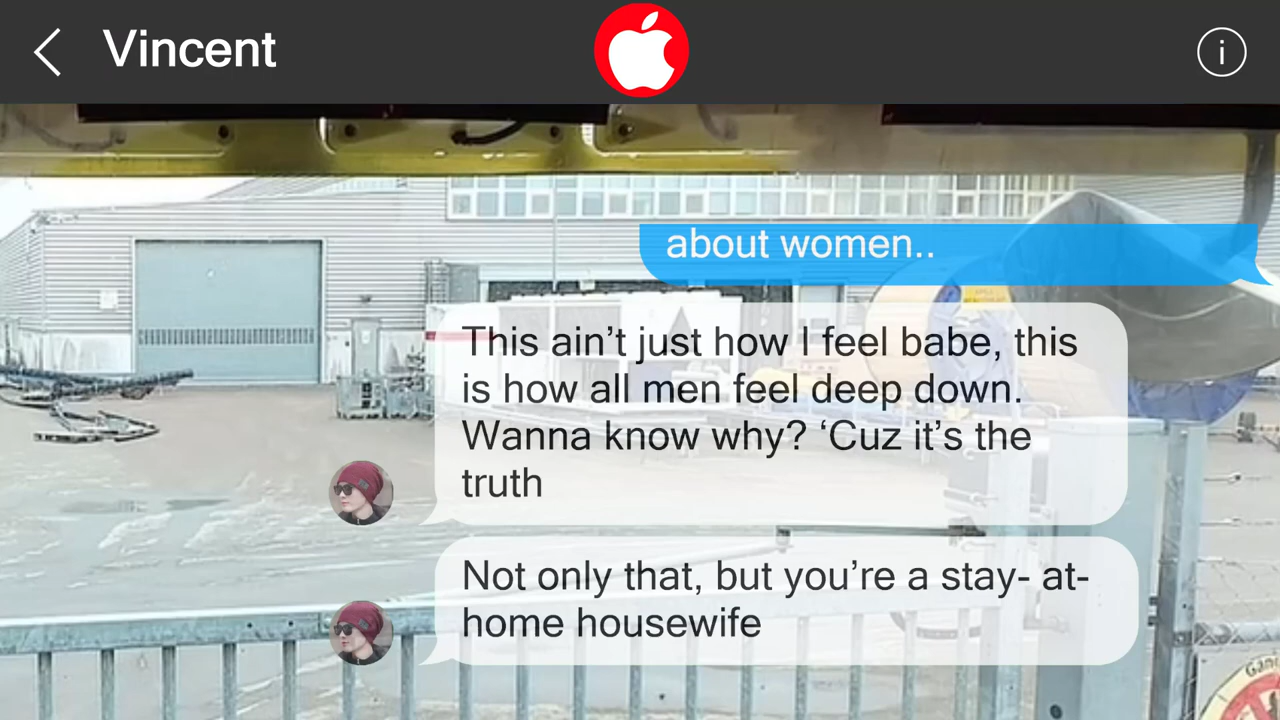 Vincent
i
about women..
This ain't just how I feel babe, this
is how all men feel deep down.
Wanna know why? ‘Cuz it’s the
truth
Not only that, but you’re a stay- at-
home housewife